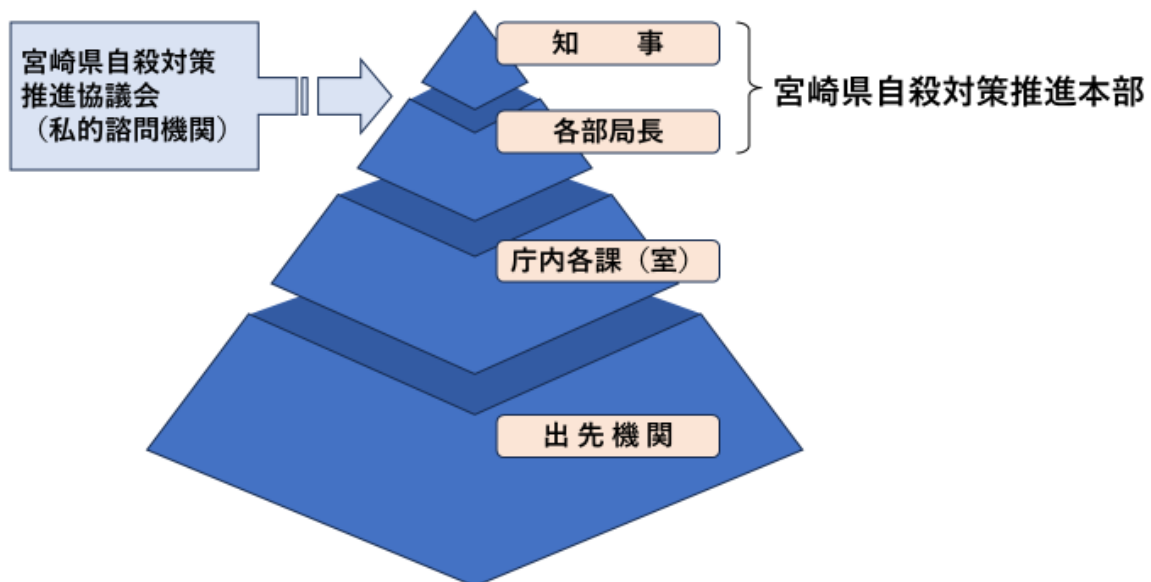 宮崎県自殺対策
推進協議会
（私的諮問機関）
知　　事
各部局長
宮崎県自殺対策推進本部
庁内各課（室）
出先機関